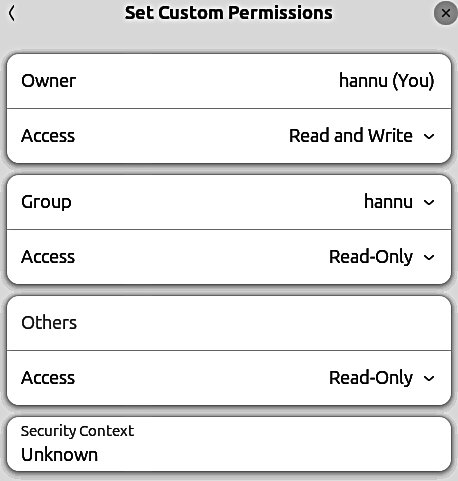 Set Custom Permissions
Owner hannu (You)
Access Read and Write
Group hannu
Access Read-Only
Others
Access Read-Only
Security Context
Unknown